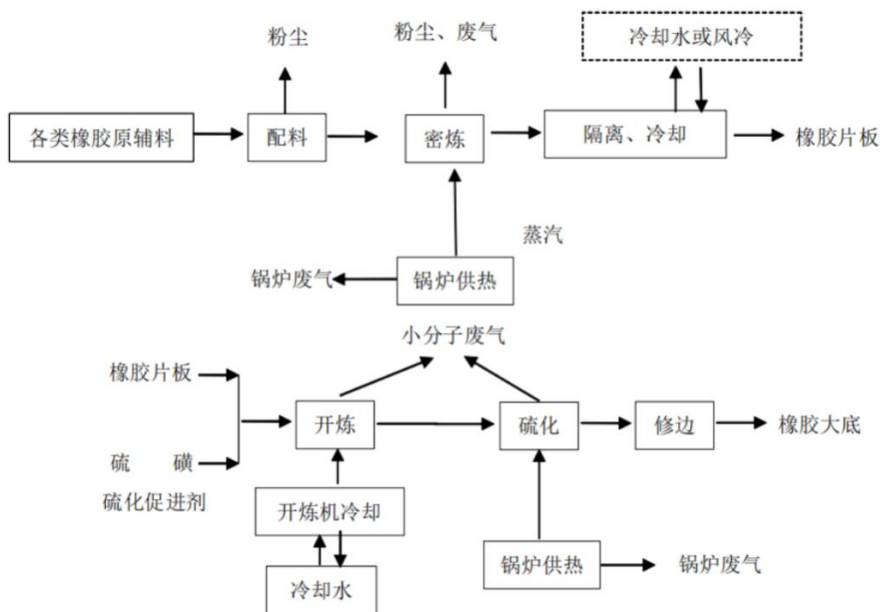 粉尘
粉尘、废气
冷却水或风冷
各类橡胶原辅料
配料
密炼
隔离、冷却
橡胶片板
蒸汽
锅炉废气
锅炉供热
小分子废气
橡胶片板
开炼
硫化
修边
橡胶大底
硫 磺
硫化促进剂
开炼机冷却
锅炉供热
锅炉废气
冷却水